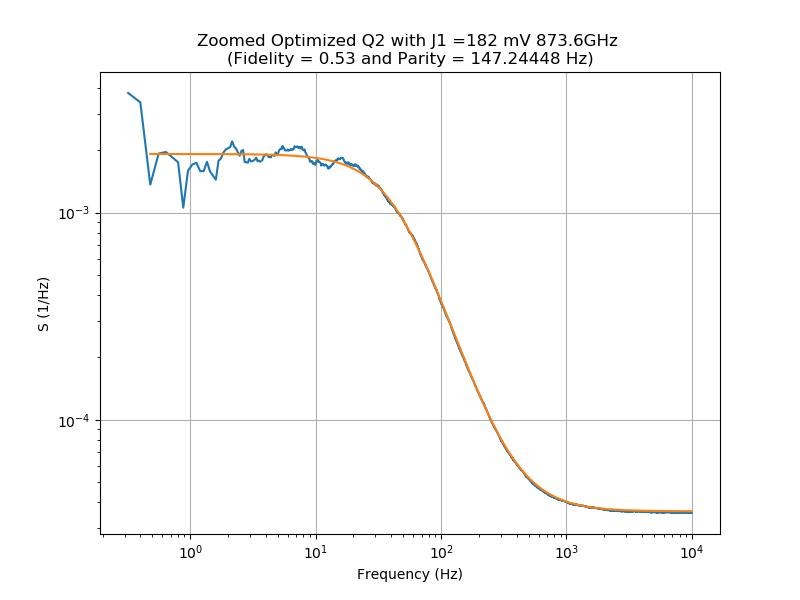 Zoomed Optimized Q2 with J1 =182 mV 873.6GHz
(Fidelity = 0.53 and Parity = 147.24448 Hz)
S (1/Hz)
10⁻³
10⁻⁴
10⁰ 10¹ 10² 10³ 10⁴
Frequency (Hz)